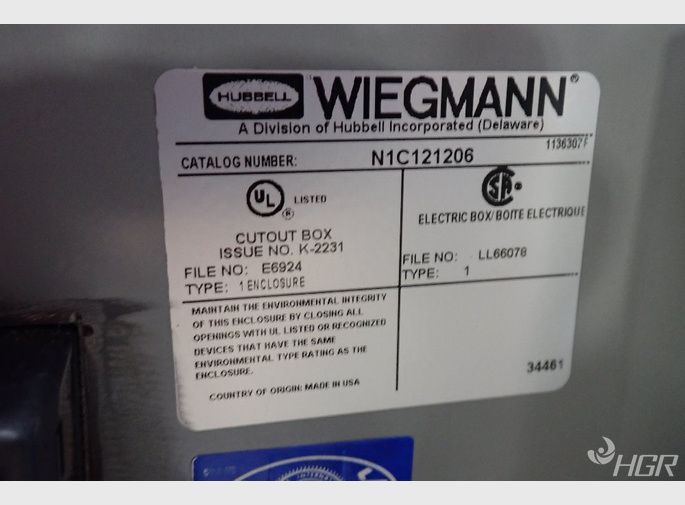 HUBBELL WIEGMANN®
A Division of Hubbell Incorporated (Delaware)
1136307F
CATALOG NUMBER: N1C121206
UL LISTED ®
CUTOUT BOX
ISSUE NO. K-2231
FILE NO: E6924
TYPE: 1 ENCLOSURE
SA ®
ELECTRIC BOX/BOITE ELECTRIQUE
FILE NO: LL66078
TYPE: 1
MAINTAIN THE ENVIRONMENTAL INTEGRITY
OF THIS ENCLOSURE BY CLOSING ALL
OPENINGS WITH UL LISTED OR RECOGNIZED
DEVICES THAT HAVE THE SAME
ENVIRONMENTAL TYPE RATING AS THE
ENCLOSURE.
COUNTRY OF ORIGIN: MADE IN USA
34461
HGR